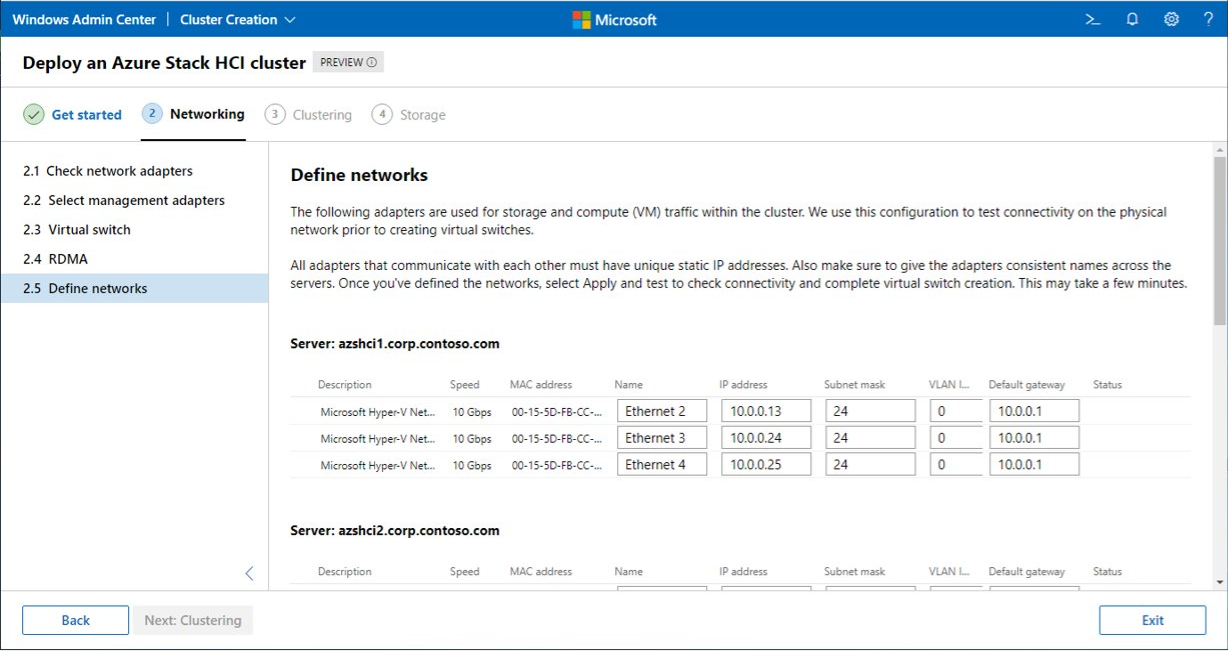 Windows Admin Center | Cluster Creation
Microsoft
>_ ?
Deploy an Azure Stack HCI cluster PREVIEW
Get started 2 Networking 3 Clustering 4 Storage
2.1 Check network adapters
2.2 Select management adapters
2.3 Virtual switch
2.4 RDMA
2.5 Define networks
Define networks
The following adapters are used for storage and compute (VM) traffic within the cluster. We use this configuration to test connectivity on the physical
network prior to creating virtual switches.
All adapters that communicate with each other must have unique static IP addresses. Also make sure to give the adapters consistent names across the
servers. Once you've defined the networks, select Apply and test to check connectivity and complete virtual switch creation. This may take a few minutes.
Server: azshci1.corp.contoso.com
Description Speed MAC address Name IP address Subnet mask VLAN I... Default gateway Status
Microsoft Hyper-V Net... 10 Gbps 00-15-5D-FB-CC-... Ethernet 2 10.0.0.13 24 0 10.0.0.1
Microsoft Hyper-V Net... 10 Gbps 00-15-5D-FB-CC-... Ethernet 3 10.0.0.24 24 0 10.0.0.1
Microsoft Hyper-V Net... 10 Gbps 00-15-5D-FB-CC-... Ethernet 4 10.0.0.25 24 0 10.0.0.1
Server: azshci2.corp.contoso.com
Description Speed MAC address Name IP address Subnet mask VLAN I... Default gateway Status
Back Next: Clustering Exit